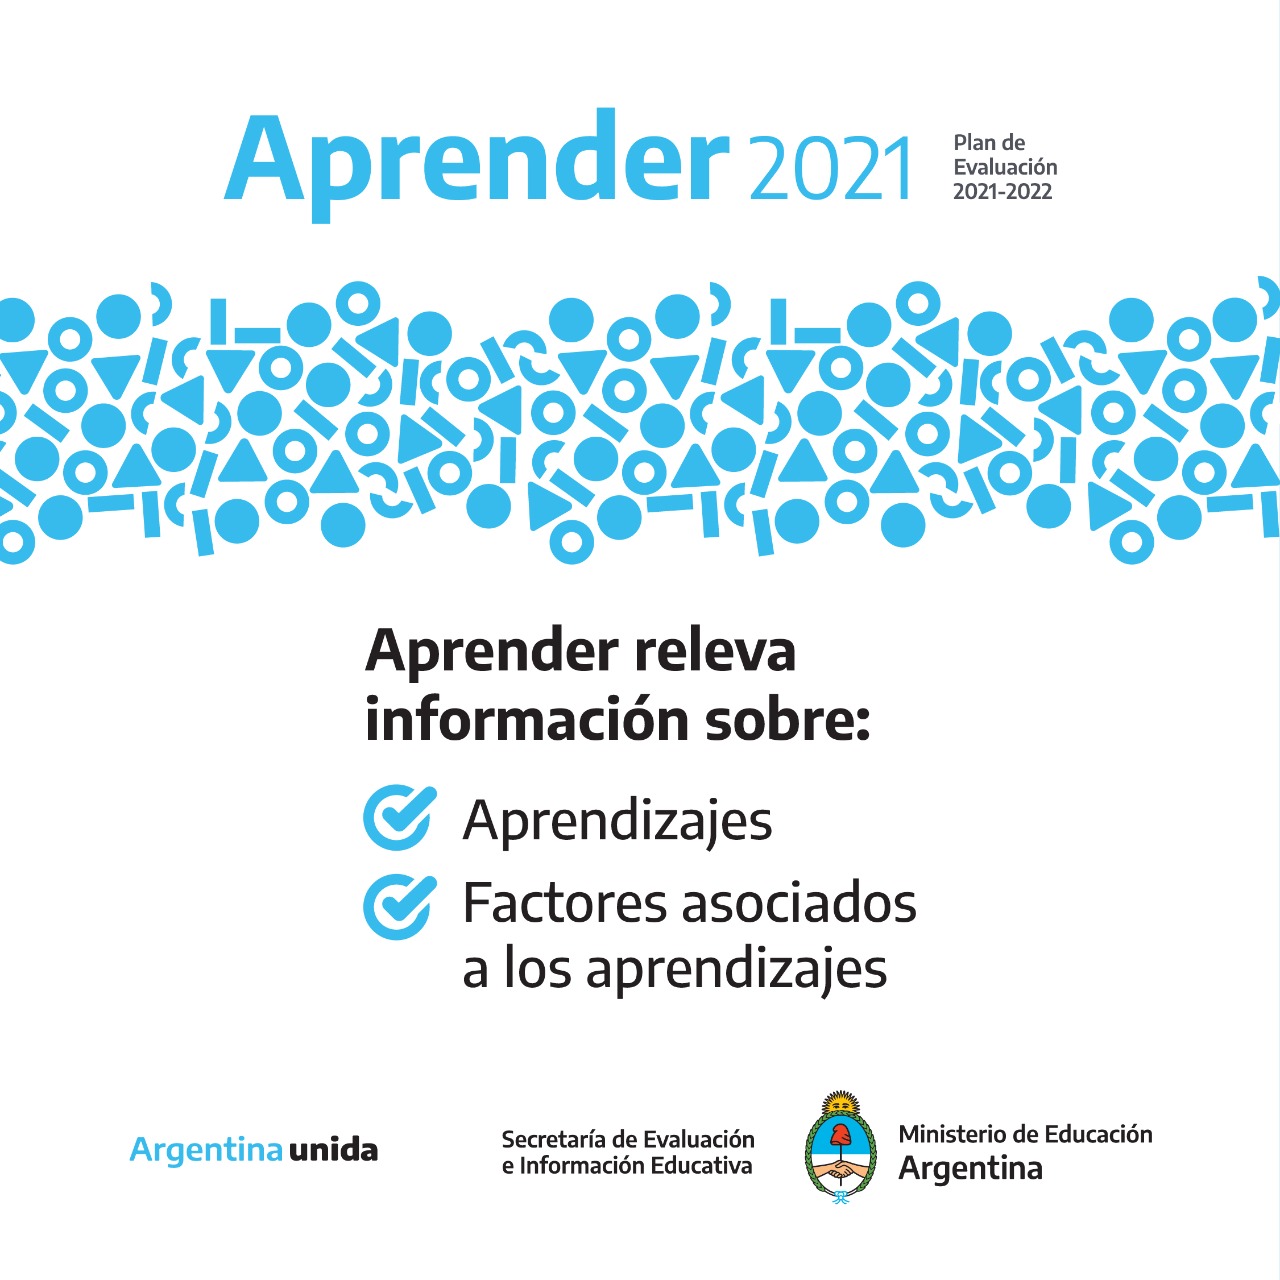 Aprender 2021
Plan de
Evaluación
2021-2022
Aprender releva
información sobre:
Aprendizajes
Factores asociados
a los aprendizajes
Argentina unida
Secretaría de Evaluación
e Información Educativa
Ministerio de Educación
Argentina